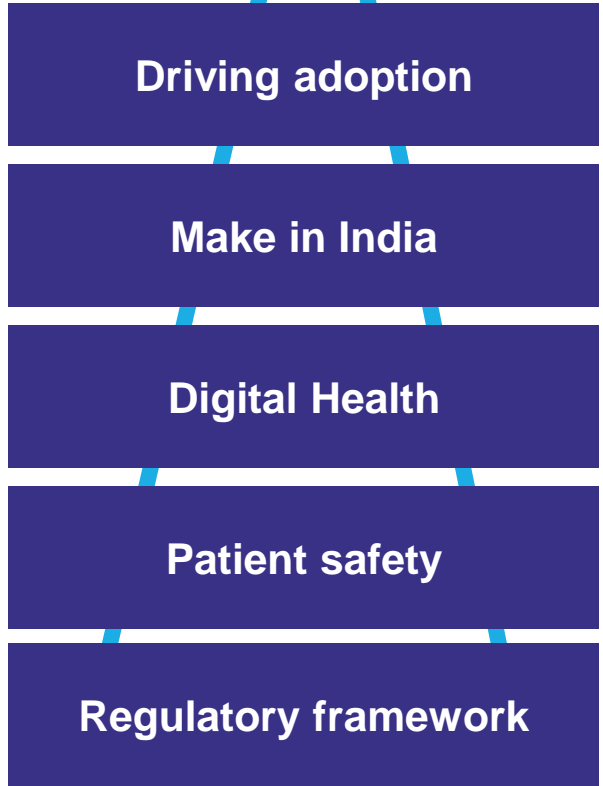 Driving adoption
Make in India
Digital Health
Patient safety
Regulatory framework